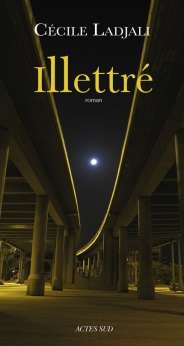 Cécile Ladjali
Illettré
roman
ACTES SUD